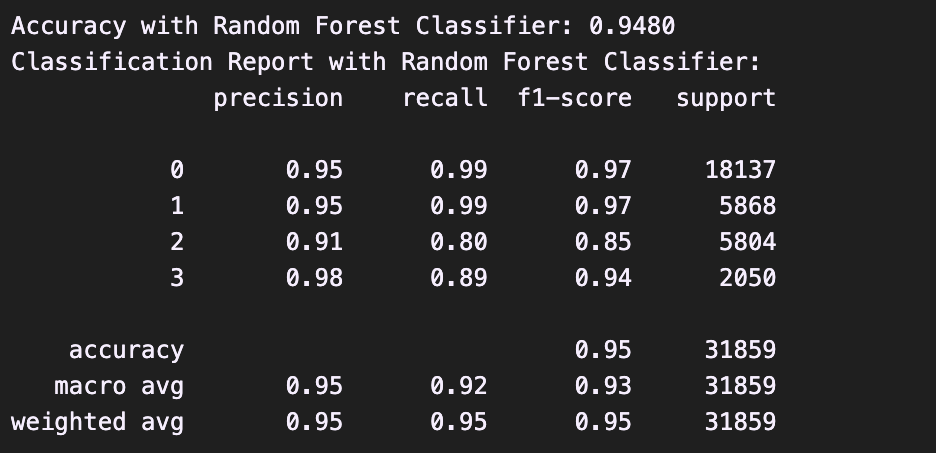 Accuracy with Random Forest Classifier: 0.9480
Classification Report with Random Forest Classifier:
precision recall f1-score support
0 0.95 0.99 0.97 18137
1 0.95 0.99 0.97 5868
2 0.91 0.80 0.85 5804
3 0.98 0.89 0.94 2050
accuracy 0.95 31859
macro avg 0.95 0.92 0.93 31859
weighted avg 0.95 0.95 0.95 31859